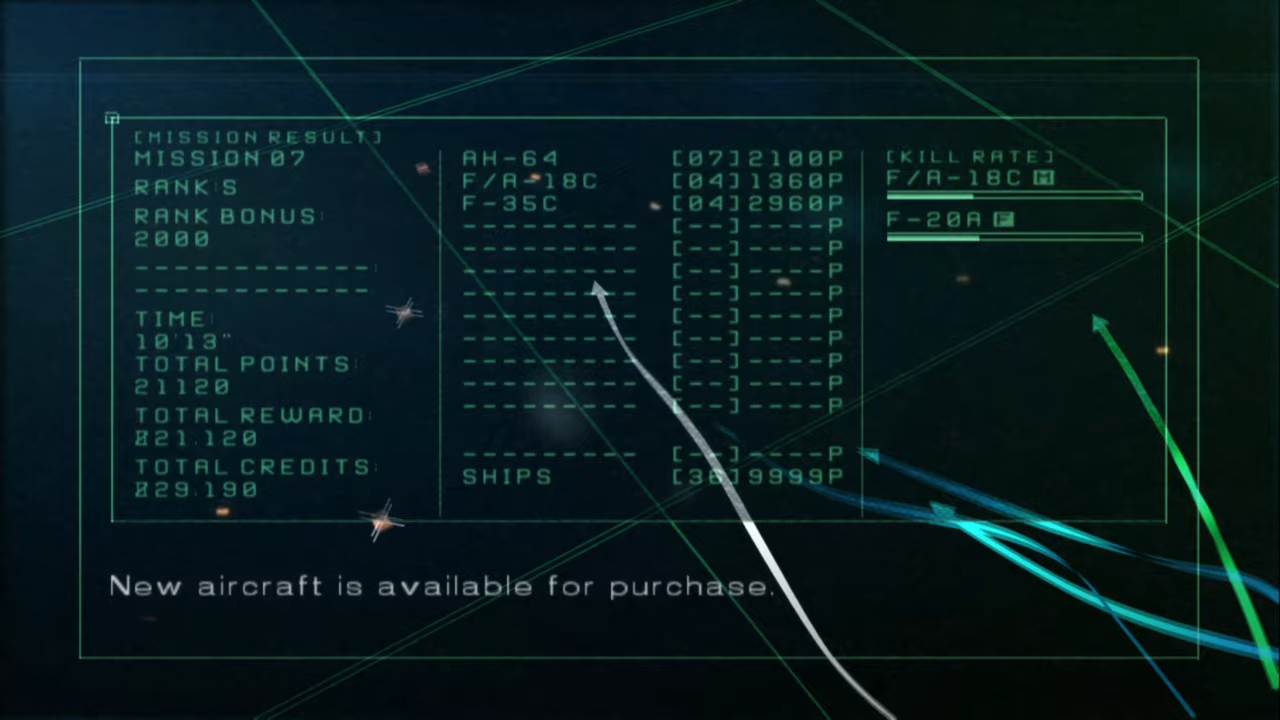 [MISSION RESULT]
MISSION 07
RANK:S
RANK BONUS:
2000
------------:
------------
TIME:
10'13"
TOTAL POINTS:
21120
TOTAL REWARD:
Ƶ21.120
TOTAL CREDITS:
Ƶ29.190
AH-64 [07]2100P
F/A-18C [04]1360P
F-35C [04]2960P
----------- [--]-----P
----------- [--]-----P
----------- [--]-----P
----------- [--]-----P
----------- [--]-----P
----------- [--]-----P
----------- [--]-----P
----------- [--]-----P
----------- [--]-----P
----------- [--]-----P
SHIPS [36]9999P
[KILL RATE]
F/A-18C M
F-20A F
New aircraft is available for purchase.